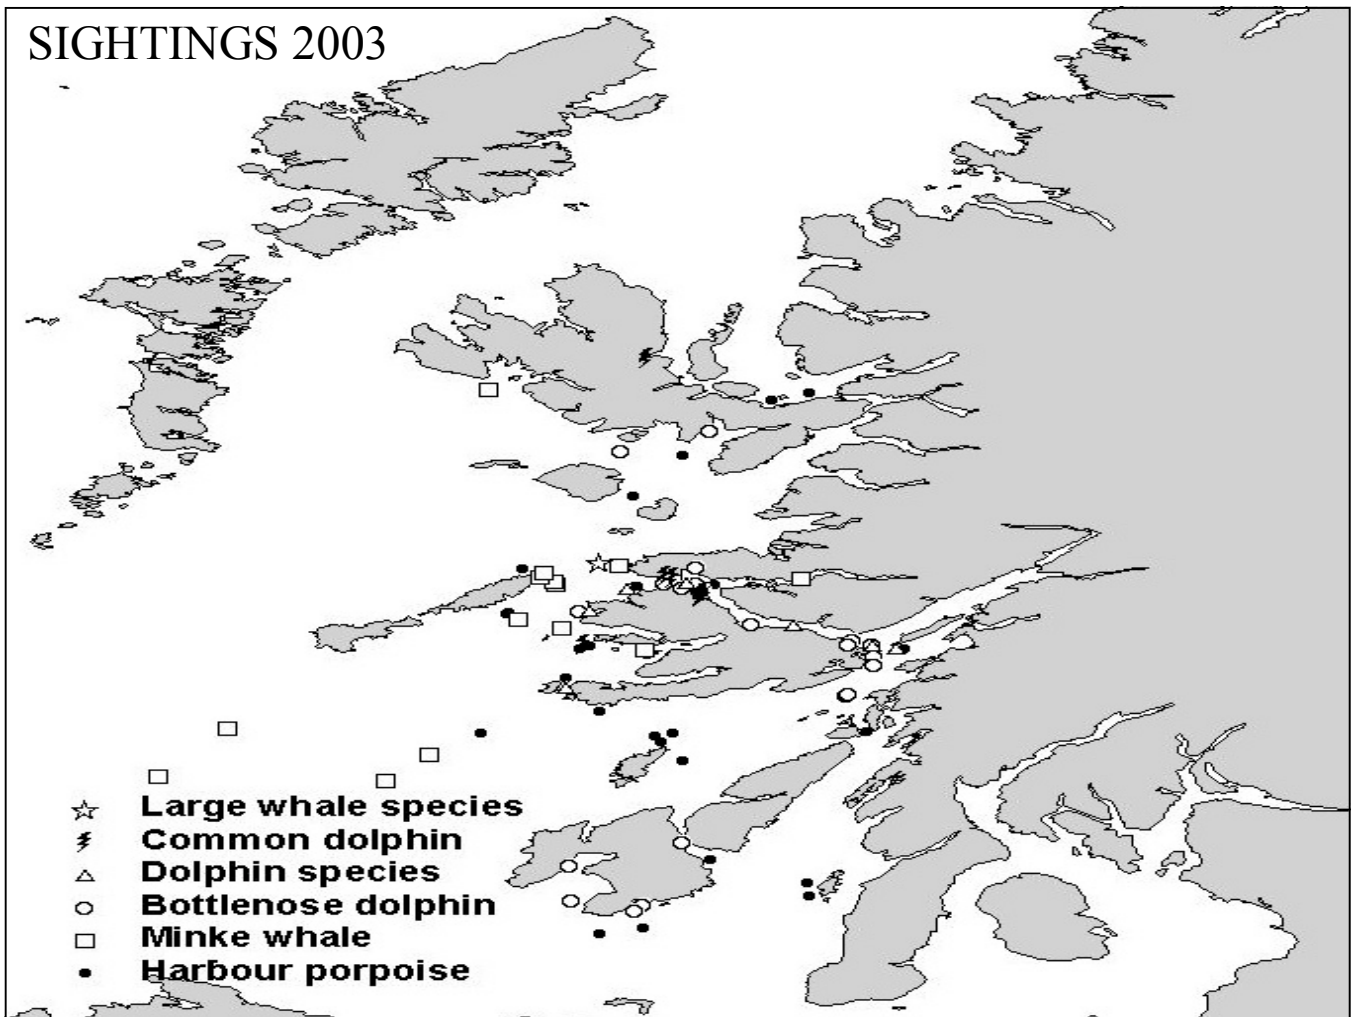 SIGHTINGS 2003
Large whale species
Common dolphin
Dolphin species
Bottlenose dolphin
Minke whale
Harbour porpoise